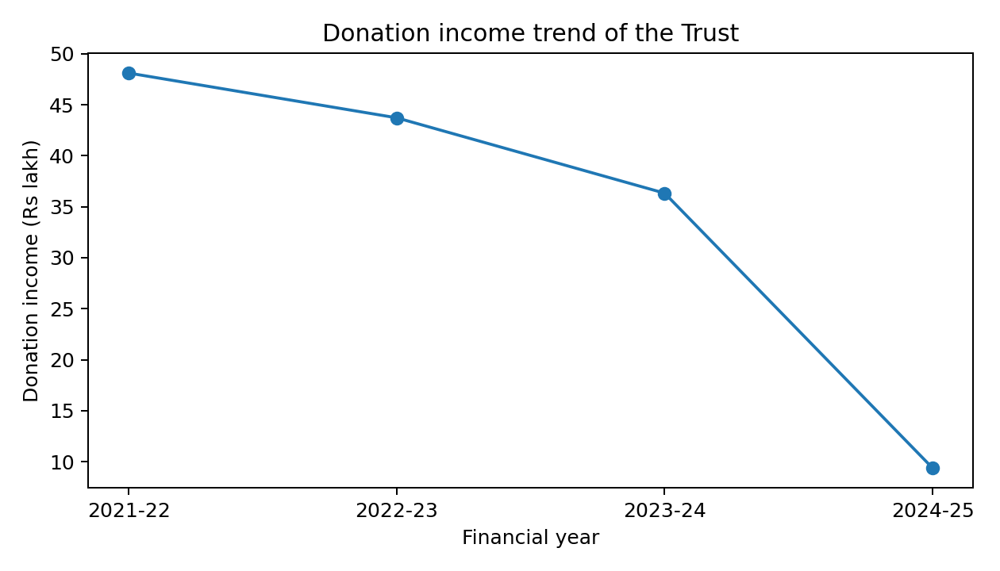 Donation income trend of the Trust
50
45
40
35
30
25
20
15
10
Donation income (Rs lakh)
2021-22 2022-23 2023-24 2024-25
Financial year